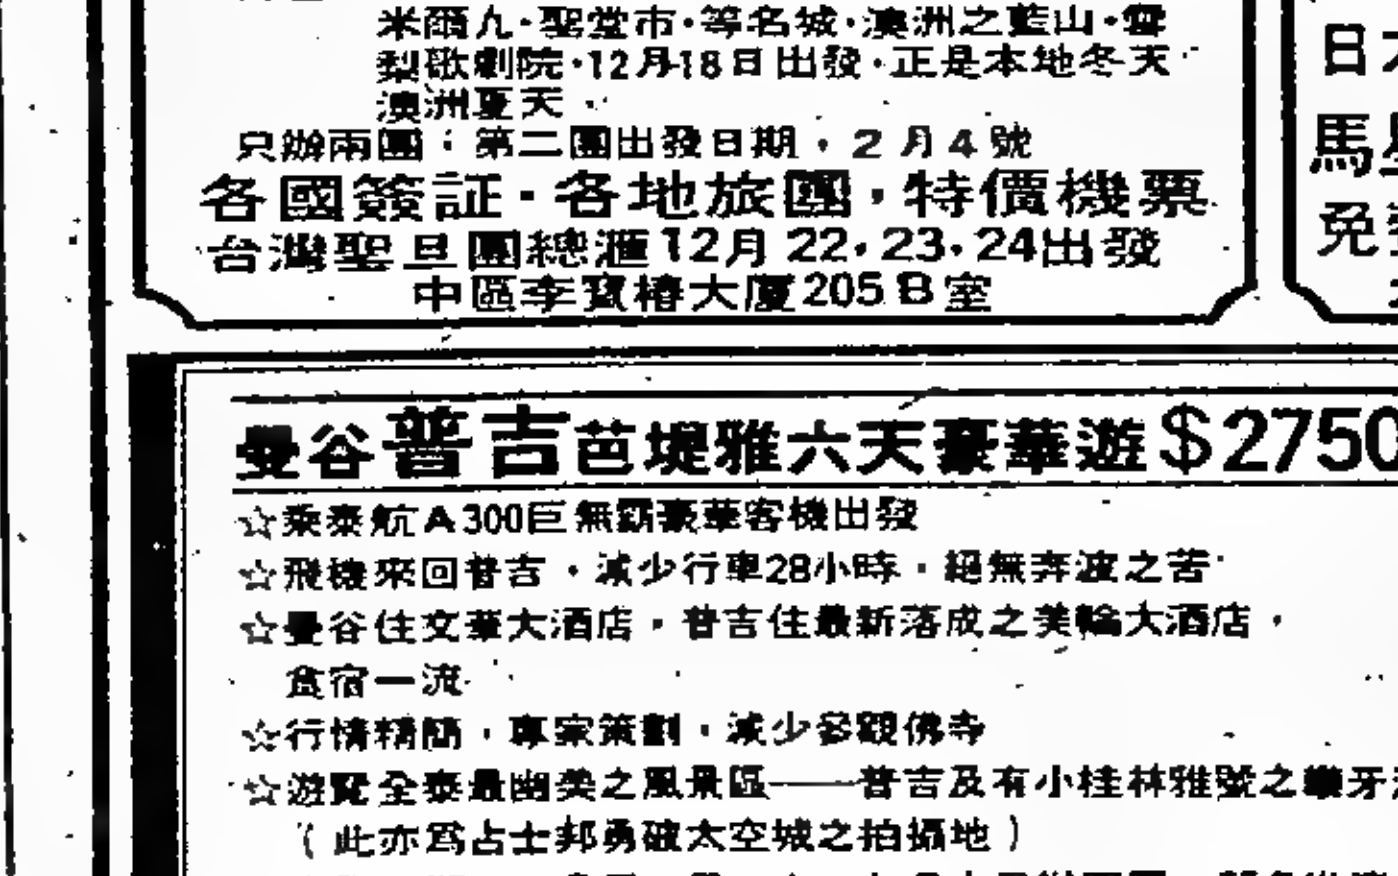 米爾九·聖堂市·等名城·澳洲之藍山·雪
梨歌劇院·12月18日出發·正是本地冬天
澳洲夏天
只辦兩團：第二團出發日期，2月4號
各國簽証·各地旅團，特價機票
台灣聖旦團總滙12月22，23，24出發
中區李寶椿大廈205B室
日
馬
免
曼谷普吉芭堤雅六天豪華遊$2750
☆乘泰航A300巨無霸豪華客機出發
☆飛機來回普吉，減少行車28小時，絕無奔波之苦
☆曼谷住文華大酒店，普吉住最新落成之美輪大酒店，
食宿一流
☆行情精簡，專家策劃，減少參觀佛寺
☆遊覽全泰最幽美之風景區——普吉及有小桂林雅號之攀牙
（此亦為占士邦勇破太空城之拍攝地）